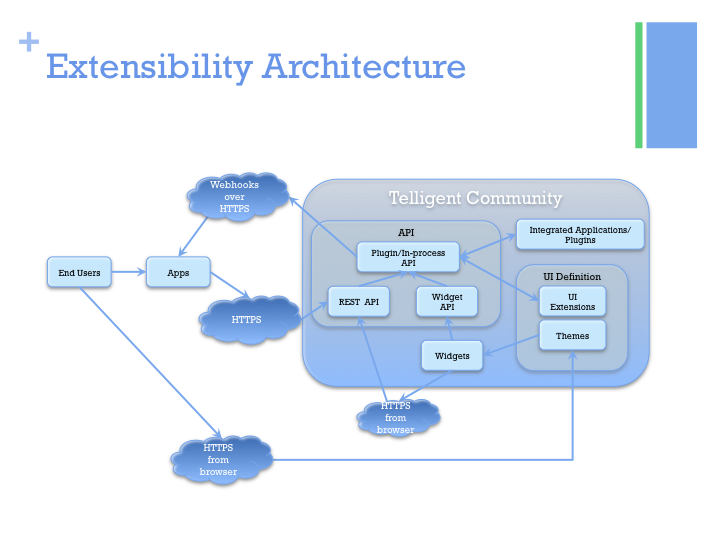 +
Extensibility Architecture
Webhooks
over
HTTPS
Telligent Community
API
Integrated Applications/
Plugins
Plugin/In-process
API
End Users
Apps
UI Definition
REST API
Widget
API
UI
Extensions
HTTPS
Themes
Widgets
HTTPS
from
browser
HTTPS
from
browser